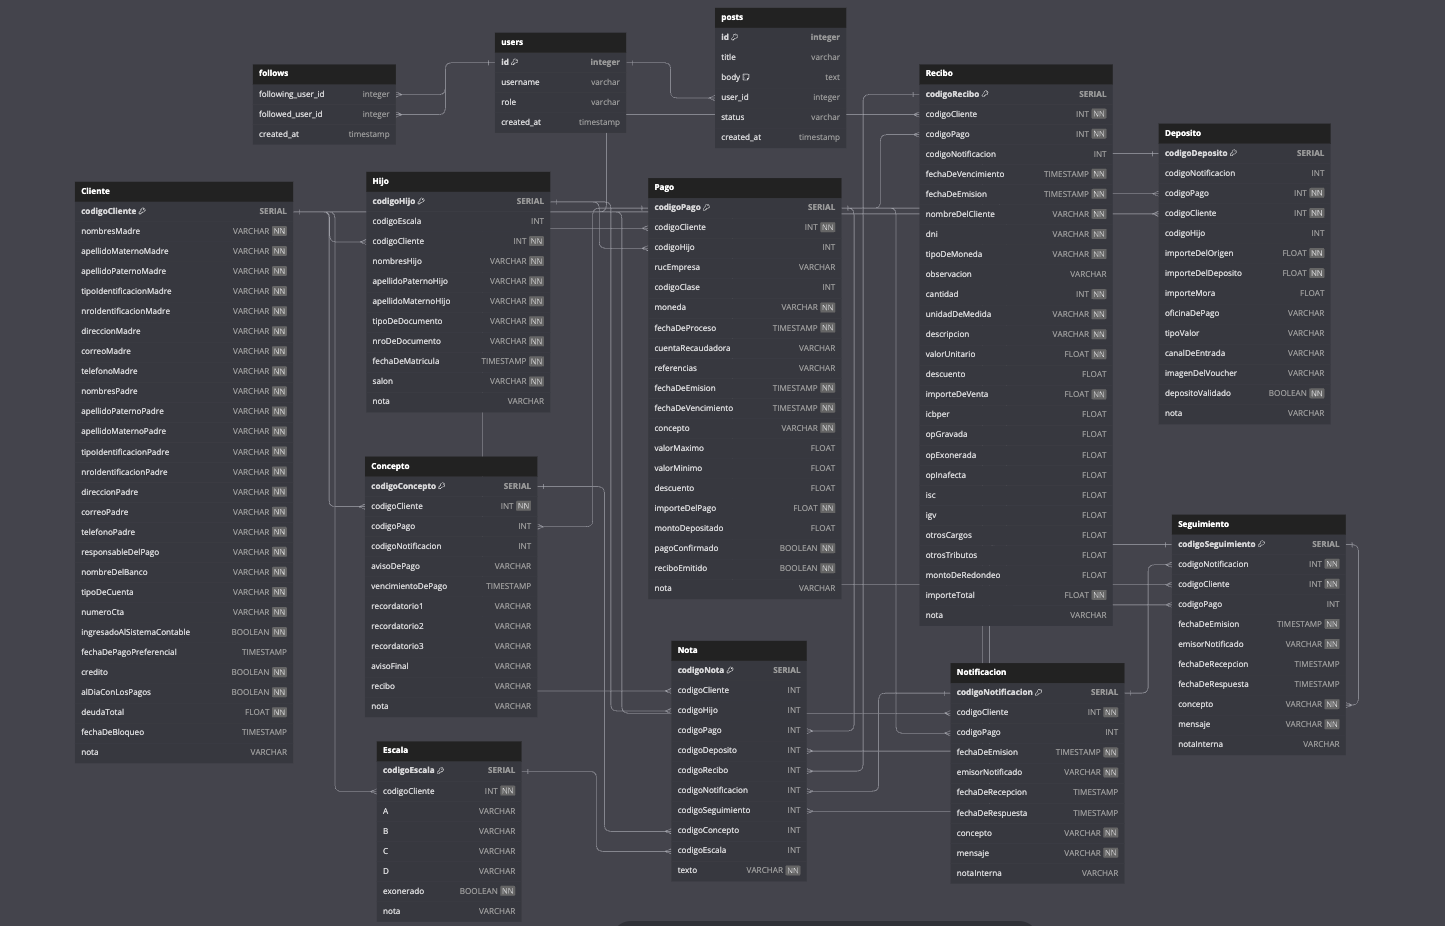 follows
following_user_id integer
followed_user_id integer
created_at timestamp
users
id integer
username varchar
role varchar
created_at timestamp
posts
id integer
title varchar
body text
user_id integer
status varchar
created_at timestamp
Cliente
codigoCliente SERIAL
nombresMadre VARCHAR NN
apellidoMaternoMadre VARCHAR NN
apellidoPaternoMadre VARCHAR NN
tipoIdentificacionMadre VARCHAR NN
nroIdentificacionMadre VARCHAR NN
direccionMadre VARCHAR NN
correoMadre VARCHAR NN
telefonoMadre VARCHAR NN
nombresPadre VARCHAR NN
apellidoPaternoPadre VARCHAR NN
apellidoMaternoPadre VARCHAR NN
tipoIdentificacionPadre VARCHAR NN
nroIdentificacionPadre VARCHAR NN
direccionPadre VARCHAR NN
correoPadre VARCHAR NN
telefonoPadre VARCHAR NN
responsableDelPago VARCHAR NN
nombreDelBanco VARCHAR NN
tipoDeCuenta VARCHAR NN
numeroCta VARCHAR NN
ingresadoAlSistemaContable BOOLEAN NN
fechaDePagoPreferencial TIMESTAMP
credito BOOLEAN NN
alDiaConLosPagos BOOLEAN NN
deudaTotal FLOAT NN
fechaDeBloqueo TIMESTAMP
nota VARCHAR
Hijo
codigoHijo SERIAL
codigoEscala INT
codigoCliente INT NN
nombresHijo VARCHAR NN
apellidoPaternoHijo VARCHAR NN
apellidoMaternoHijo VARCHAR NN
tipoDeDocumento VARCHAR NN
nroDeDocumento VARCHAR NN
fechaDeMatricula TIMESTAMP NN
salon VARCHAR NN
nota VARCHAR
Concepto
codigoConcepto SERIAL
codigoCliente INT NN
codigoPago INT
codigoNotificacion INT
avisoDePago VARCHAR
vencimientoDePago TIMESTAMP
recordatorio1 VARCHAR
recordatorio2 VARCHAR
recordatorio3 VARCHAR
avisoFinal VARCHAR
recibo VARCHAR
nota VARCHAR
Escala
codigoEscala SERIAL
codigoCliente INT NN
A VARCHAR
B VARCHAR
C VARCHAR
D VARCHAR
exonerado BOOLEAN NN
nota VARCHAR
Pago
codigoPago SERIAL
codigoCliente INT NN
codigoHijo INT
rucEmpresa VARCHAR
codigoClase INT
moneda VARCHAR NN
fechaDeProceso TIMESTAMP NN
cuentaRecaudadora VARCHAR
referencias VARCHAR
fechaDeEmision TIMESTAMP NN
fechaDeVencimiento TIMESTAMP NN
concepto VARCHAR NN
valorMaximo FLOAT
valorMinimo FLOAT
descuento FLOAT
importeDelPago FLOAT NN
montoDepositado FLOAT
pagoConfirmado BOOLEAN NN
reciboEmitido BOOLEAN NN
nota VARCHAR
Nota
codigoNota SERIAL
codigoCliente INT
codigoHijo INT
codigoPago INT
codigoDeposito INT
codigoRecibo INT
codigoNotificacion INT
codigoSeguimiento INT
codigoConcepto INT
codigoEscala INT
texto VARCHAR NN
Recibo
codigoRecibo SERIAL
codigoCliente INT NN
codigoPago INT NN
codigoNotificacion INT
fechaDeVencimiento TIMESTAMP NN
fechaDeEmision TIMESTAMP NN
nombreDelCliente VARCHAR NN
dni VARCHAR NN
tipoDeMoneda VARCHAR NN
observacion VARCHAR
cantidad INT NN
unidadDeMedida VARCHAR NN
descripcion VARCHAR NN
valorUnitario FLOAT NN
descuento FLOAT
importeDeVenta FLOAT NN
icbper FLOAT
opGravada FLOAT
opExonerada FLOAT
opInafecta FLOAT
isc FLOAT
igv FLOAT
otrosCargos FLOAT
otrosTributos FLOAT
montoDeRedondeo FLOAT
importeTotal FLOAT NN
nota VARCHAR
Notificacion
codigoNotificacion SERIAL
codigoCliente INT NN
codigoPago INT
fechaDeEmision TIMESTAMP NN
emisorNotificado VARCHAR NN
fechaDeRecepcion TIMESTAMP
fechaDeRespuesta TIMESTAMP
concepto VARCHAR NN
mensaje VARCHAR NN
notaInterna VARCHAR
Deposito
codigoDeposito SERIAL
codigoNotificacion INT
codigoPago INT NN
codigoCliente INT NN
codigoHijo INT
importeDelOrigen FLOAT NN
importeDelDeposito FLOAT NN
importeMora FLOAT
oficinaDePago VARCHAR
tipoValor VARCHAR
canalDeEntrada VARCHAR
imagenDelVoucher VARCHAR
depositoValidado BOOLEAN NN
nota VARCHAR
Seguimiento
codigoSeguimiento SERIAL
codigoNotificacion INT NN
codigoCliente INT NN
codigoPago INT
fechaDeEmision TIMESTAMP NN
emisorNotificado VARCHAR NN
fechaDeRecepcion TIMESTAMP
fechaDeRespuesta TIMESTAMP
concepto VARCHAR NN
mensaje VARCHAR NN
notaInterna VARCHAR